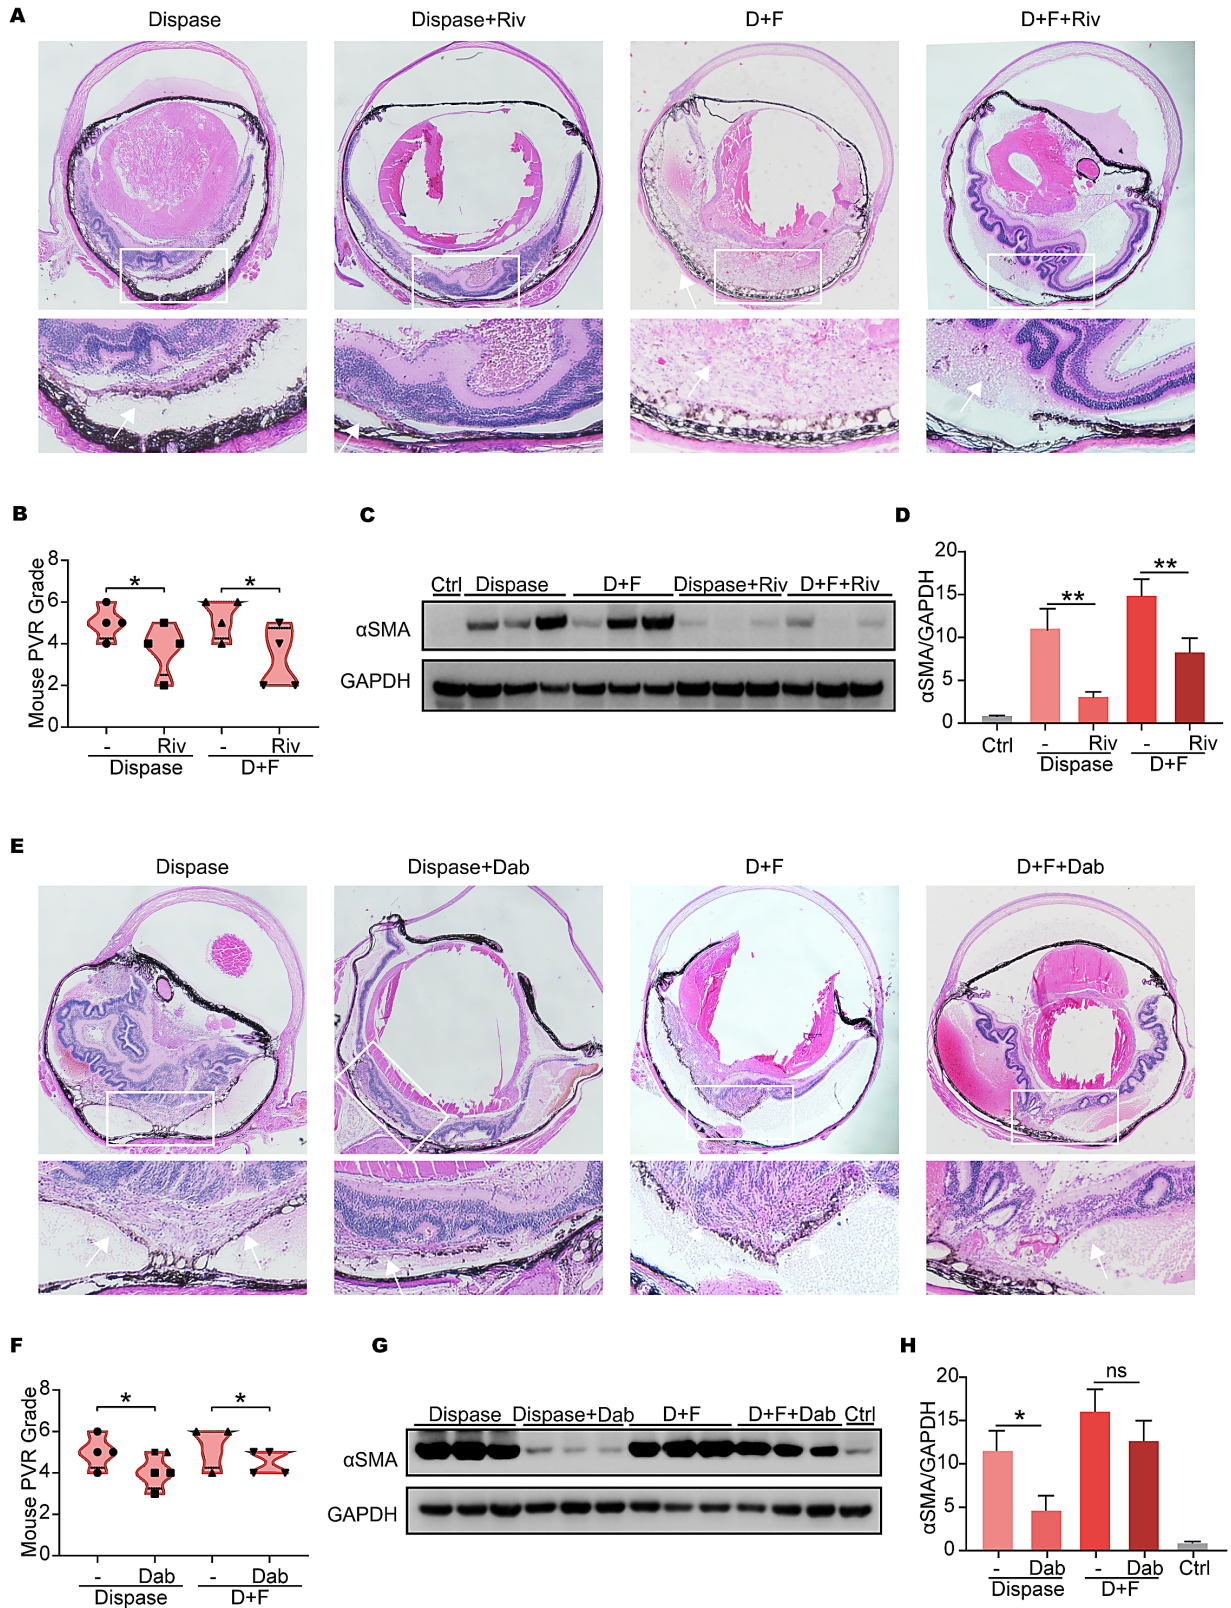 A
Dispase Dispase+Riv D+F D+F+Riv
B
Mouse PVR Grade
8
6
4
2
0
* *
- Riv - Riv
Dispase D+F
C
Ctrl Dispase D+F Dispase+Riv D+F+Riv
αSMA
GAPDH
D
αSMA/GAPDH
20
15
10
5
0
** **
Ctrl - Riv - Riv
Dispase D+F
E
Dispase Dispase+Dab D+F D+F+Dab
F
Mouse PVR Grade
8
6
4
2
0
* *
- Dab - Dab
Dispase D+F
G
Dispase Dispase+Dab D+F D+F+Dab Ctrl
αSMA
GAPDH
H
αSMA/GAPDH
20
15
10
5
0
* ns
- Dab - Dab Ctrl
Dispase D+F